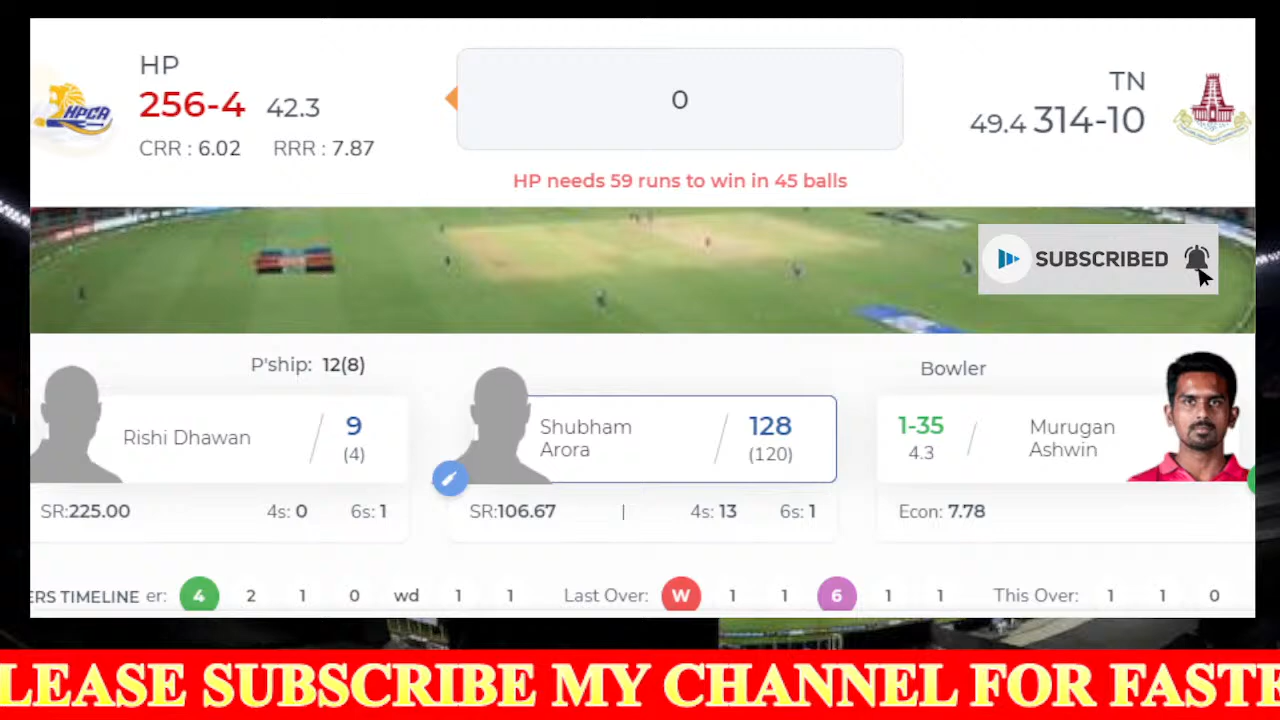 HP
256-4 42.3
CRR : 6.02 RRR : 7.87
0
HP needs 59 runs to win in 45 balls
TN
49.4 314-10
HPCA
SUBSCRIBED
P'ship: 12(8)
Rishi Dhawan
9
(4)
SR:225.00 4s: 0 6s: 1
Shubham
Arora
128
(120)
SR:106.67 | 4s: 13 6s: 1
Bowler
1-35
4.3
Murugan
Ashwin
Econ: 7.78
ERS TIMELINE er: 4 2 1 0 wd 1 1 Last Over: W 1 1 6 1 1 This Over: 1 1 0
LEASE SUBSCRIBE MY CHANNEL FOR FASTE